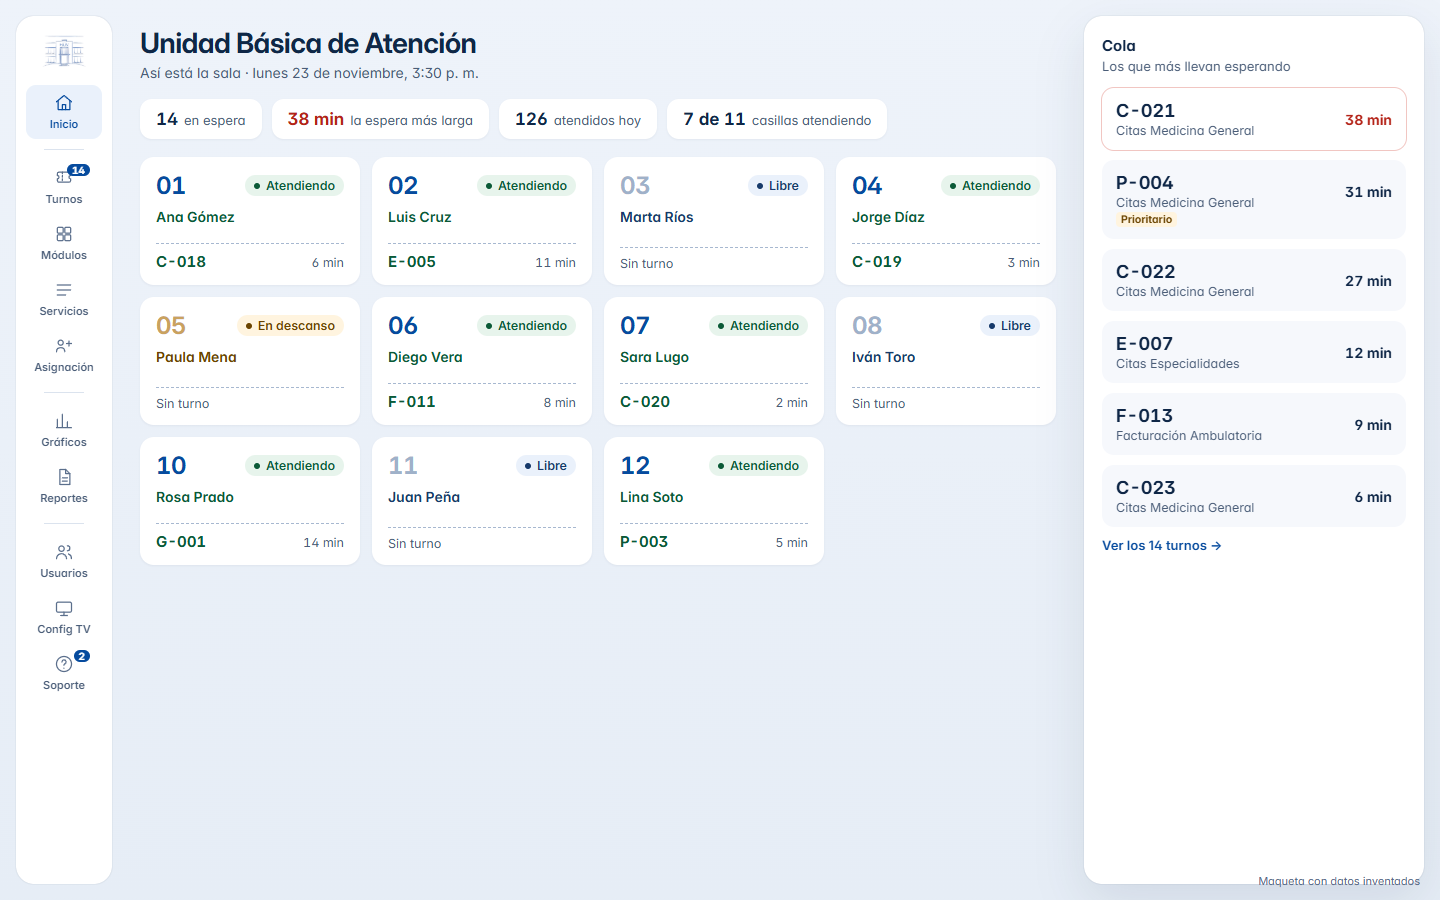 Inicio
14
Turnos
Módulos
Servicios
Asignación
Gráficos
Reportes
Usuarios
Config TV
2
Soporte
Unidad Básica de Atención
Así está la sala · lunes 23 de noviembre, 3:30 p. m.
14 en espera
38 min la espera más larga
126 atendidos hoy
7 de 11 casillas atendiendo
01 Atendiendo
Ana Gómez
C-018 6 min
02 Atendiendo
Luis Cruz
E-005 11 min
03 Libre
Marta Ríos
Sin turno
04 Atendiendo
Jorge Díaz
C-019 3 min
05 En descanso
Paula Mena
Sin turno
06 Atendiendo
Diego Vera
F-011 8 min
07 Atendiendo
Sara Lugo
C-020 2 min
08 Libre
Iván Toro
Sin turno
10 Atendiendo
Rosa Prado
G-001 14 min
11 Libre
Juan Peña
Sin turno
12 Atendiendo
Lina Soto
P-003 5 min
Cola
Los que más llevan esperando
C-021
Citas Medicina General
38 min
P-004
Citas Medicina General
Prioritario
31 min
C-022
Citas Medicina General
27 min
E-007
Citas Especialidades
12 min
F-013
Facturación Ambulatoria
9 min
C-023
Citas Medicina General
6 min
Ver los 14 turnos →
Maqueta con datos inventados